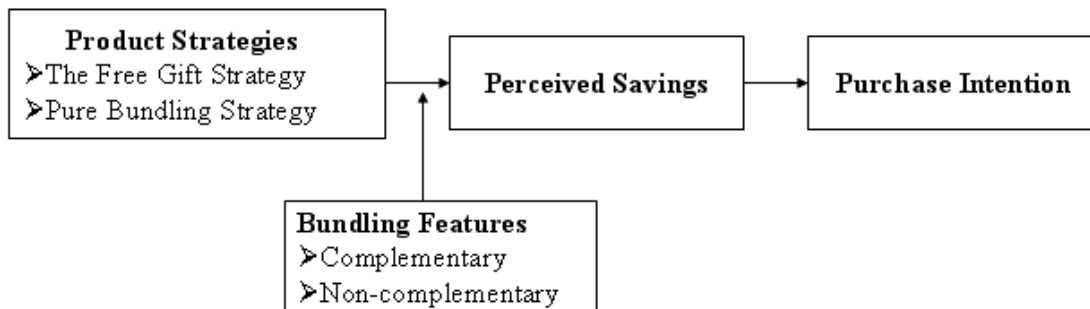 Product Strategies
➢The Free Gift Strategy
➢Pure Bundling Strategy
Perceived Savings
Purchase Intention
Bundling Features
➢Complementary
➢Non-complementary